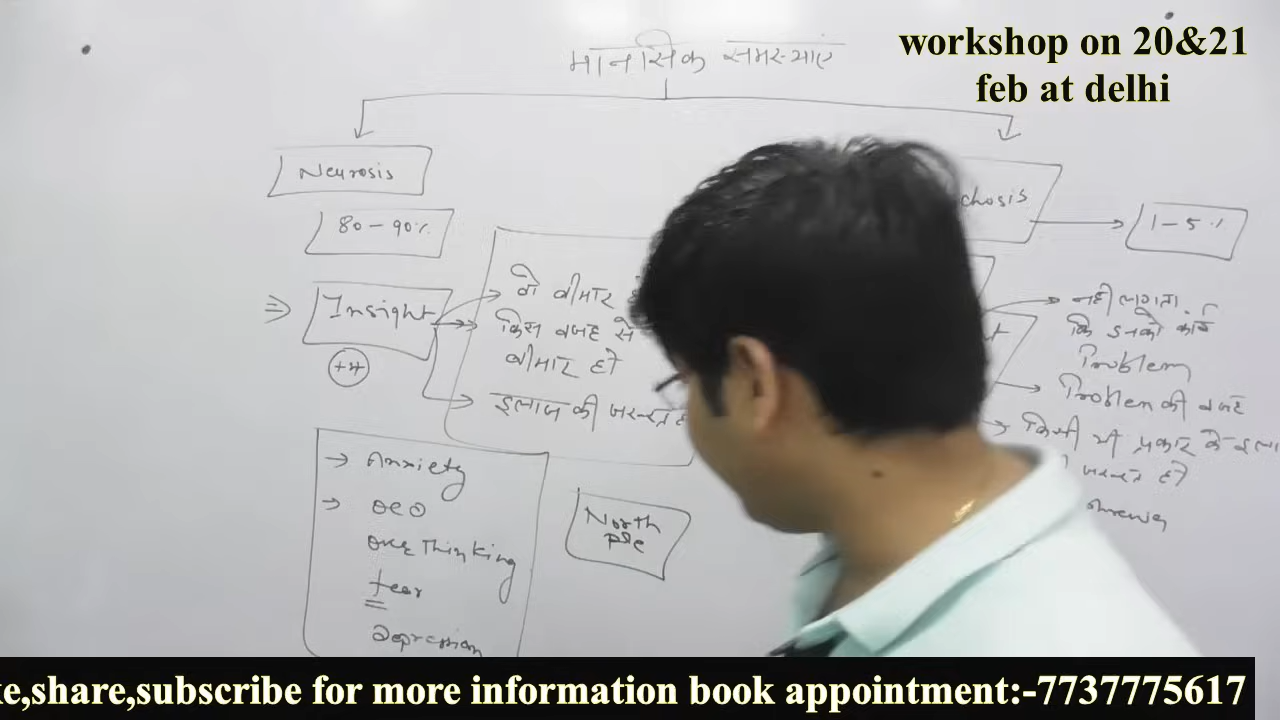 workshop on 20&21
feb at delhi
मानसिक समस्याएं
Neurosis
80-90%
Insight
++
वो बीमार
किस वजह से
बीमार है
इलाज की जरूरत है
→ Anxiety
→ OCD
over Thinking
fear
Depression
North
pole
chosis
1-5%
नही लगता
कि इनको कोई
Problem
Problem की वजह
किसी भी प्रकार के इला
जरूरत है
ke,share,subscribe for more information book appointment:-7737775617